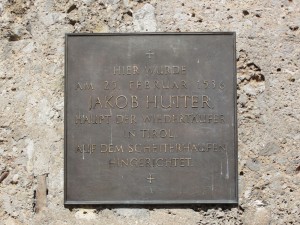 HIER WURDE
AM 25. FEBRUAR 1536
JAKOB HUTTER
HAUPT DER WIEDERTÄUFER
IN TIROL
AUF DEM SCHEITERHAUFEN
HINGERICHTET